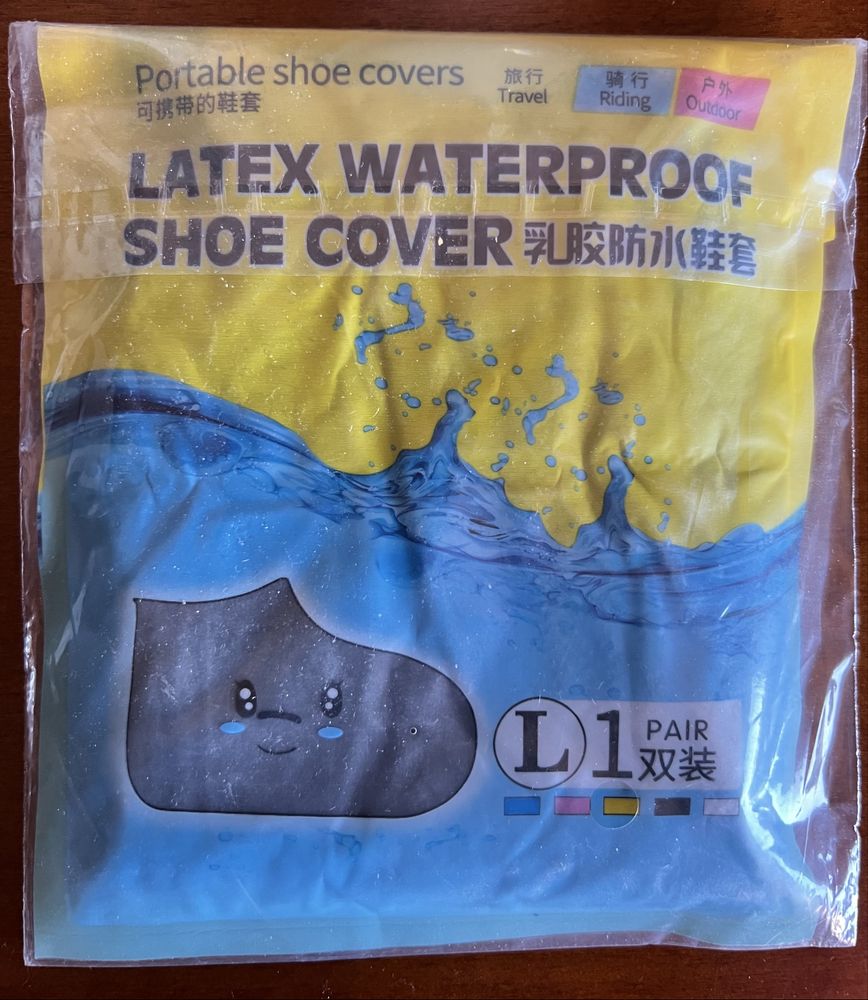 Portable shoe covers
可携带的鞋套
旅行
Travel
骑行
Riding
户外
Outdoor
LATEX WATERPROOF
SHOE COVER 乳胶防水鞋套
L 1 PAIR
双装